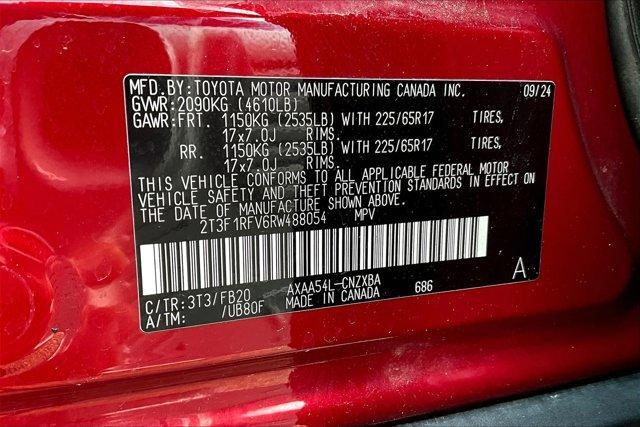 MFD.BY:TOYOTA MOTOR MANUFACTURING CANADA INC. 09/24
GVWR:2090KG (4610LB)
GAWR:FRT. 1150KG (2535LB) WITH 225/65R17 TIRES,
17x7.0J RIMS.
RR. 1150KG (2535LB) WITH 225/65R17 TIRES,
17x7.0J RIMS.
THIS VEHICLE CONFORMS TO ALL APPLICABLE FEDERAL MOTOR
VEHICLE SAFETY AND THEFT PREVENTION STANDARDS IN EFFECT ON
THE DATE OF MANUFACTURE SHOWN ABOVE.
2T3F1RFV6RW488054 MPV
C/TR:3T3/FB20 AXAA54L-CNZXBA 686 A
A/TM: /UB80F MADE IN CANADA